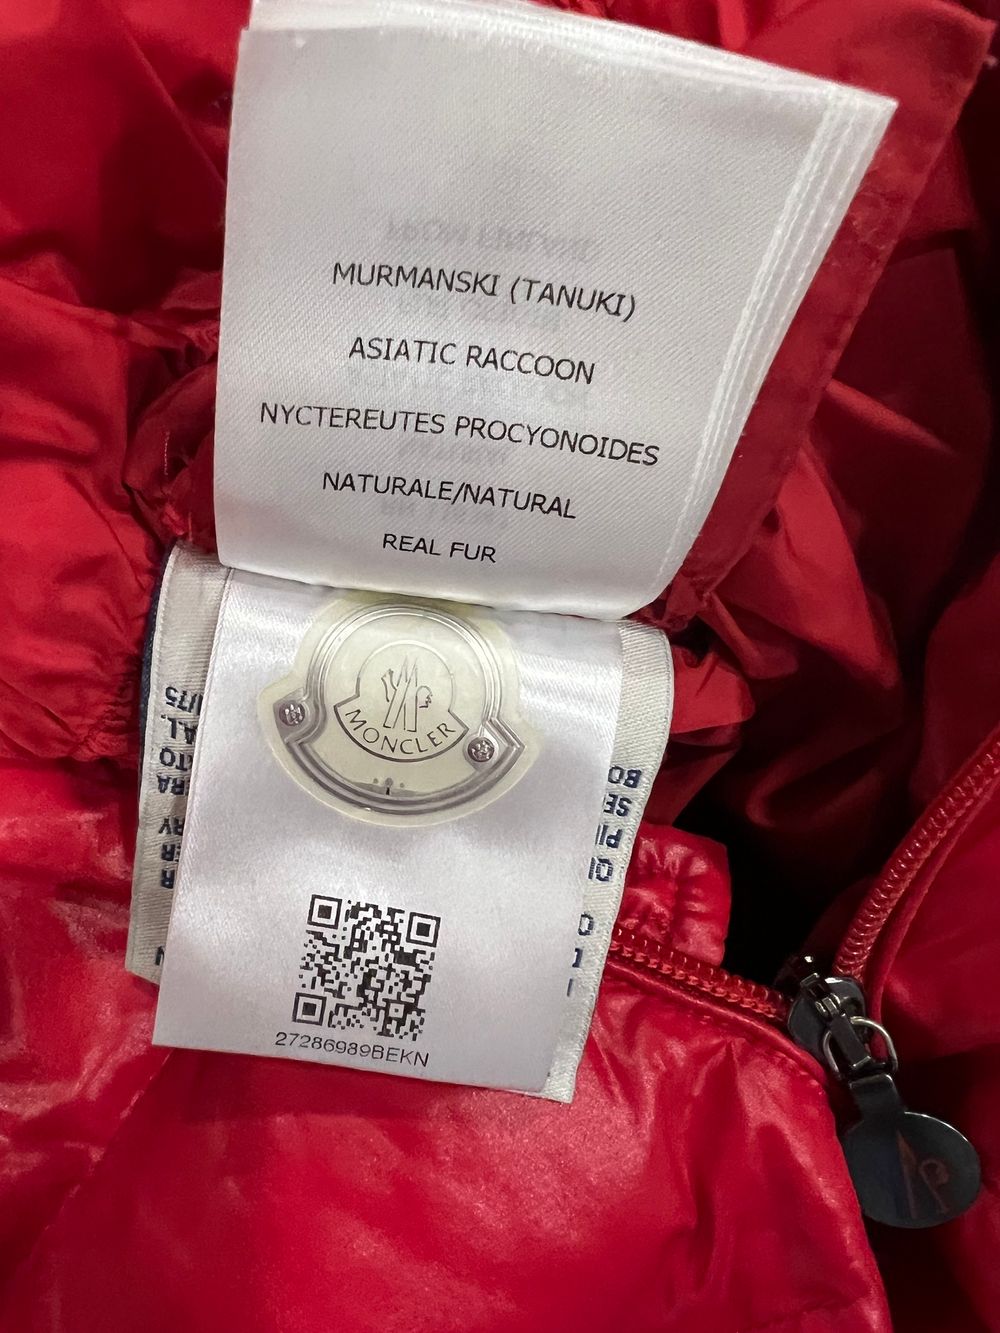 MURMANSKI (TANUKI)
ASIATIC RACCOON
NYCTEREUTES PROCYONOIDES
NATURALE/NATURAL
REAL FUR
MONCLER
27286989BEKN